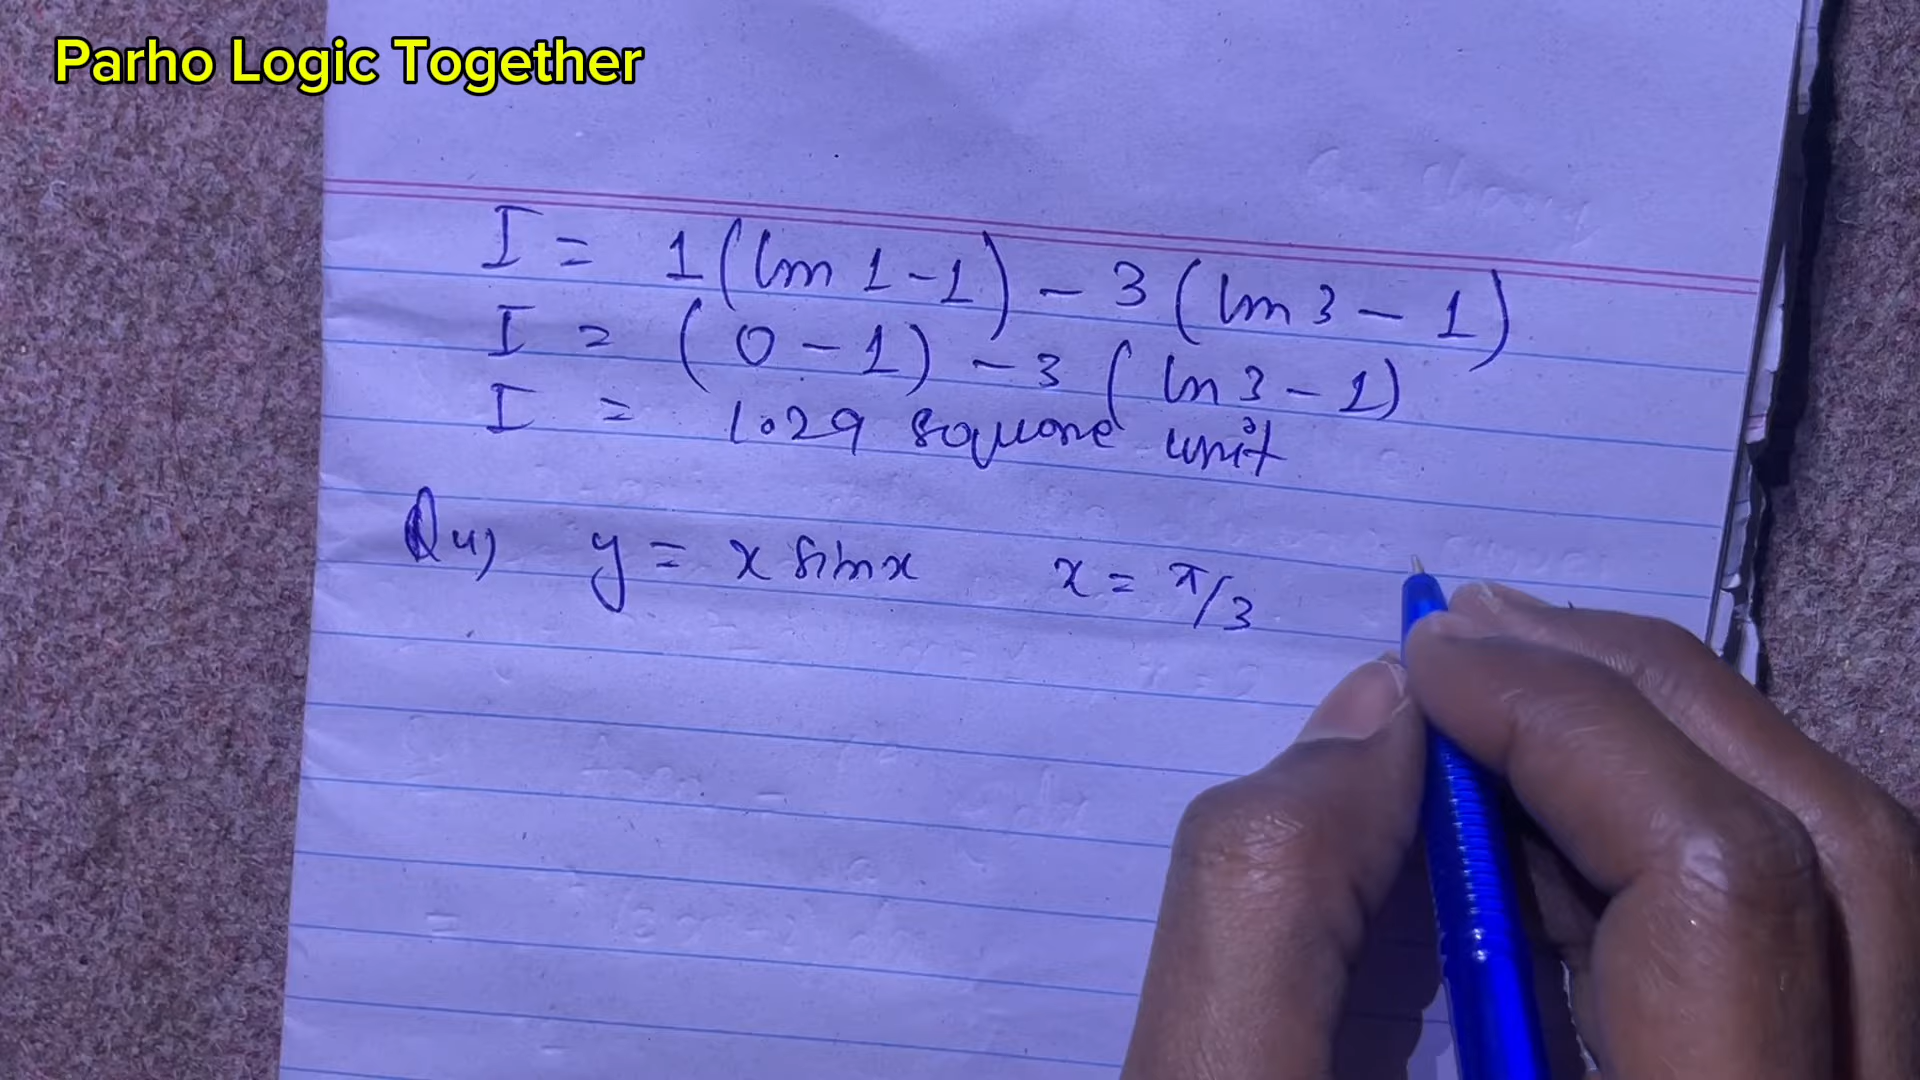 Parho Logic Together
I = 1(ln 1-1) - 3(ln 3 - 1)
I = (0 - 1) - 3(ln 3 - 1)
I = 1.29 square unit
Q4) y = x sinx x = π/3